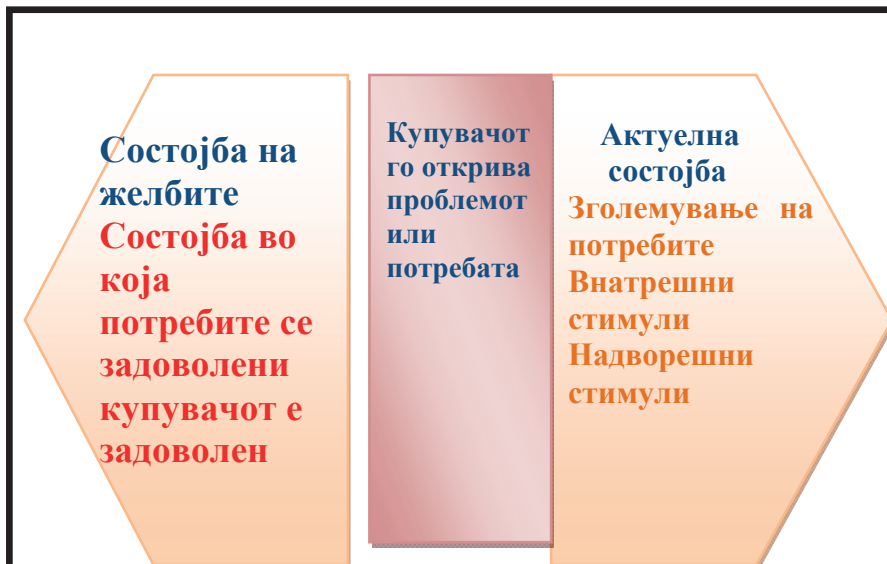 Состојба на
желбите
Состојба во
која
потребите се
задоволени
купувачот е
задоволен
Купувачот
го открива
проблемот
или
потребата
Актуелна
состојба
Зголемување на
потребите
Внатрешни
стимули
Надворешни
стимули